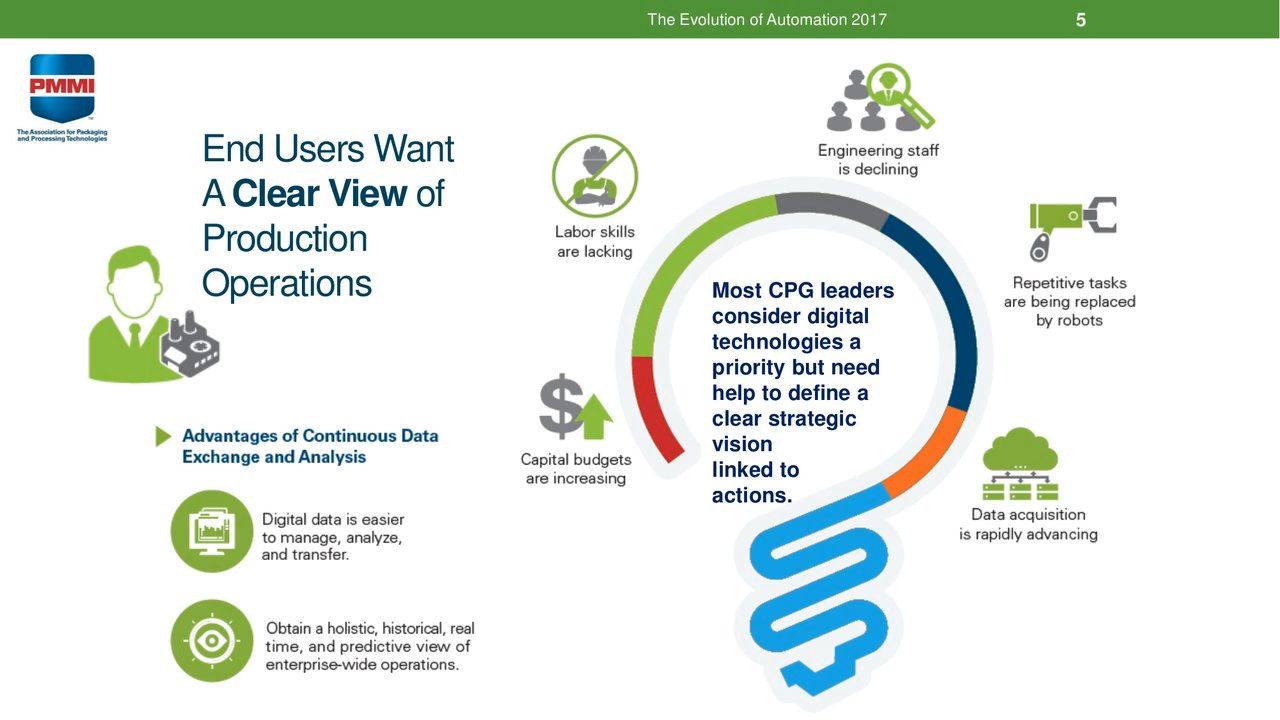 The Evolution of Automation 2017
5
PMMI
TM
The Association for Packaging
and Processing Technologies
End Users Want
A Clear View of
Production
Operations
Advantages of Continuous Data
Exchange and Analysis
Digital data is easier
to manage, analyze,
and transfer.
Obtain a holistic, historical, real
time, and predictive view of
enterprise-wide operations.
Engineering staff
is declining
Labor skills
are lacking
Repetitive tasks
are being replaced
by robots
Most CPG leaders
consider digital
technologies a
priority but need
help to define a
clear strategic
vision
linked to
actions.
$
Capital budgets
are increasing
Data acquisition
is rapidly advancing